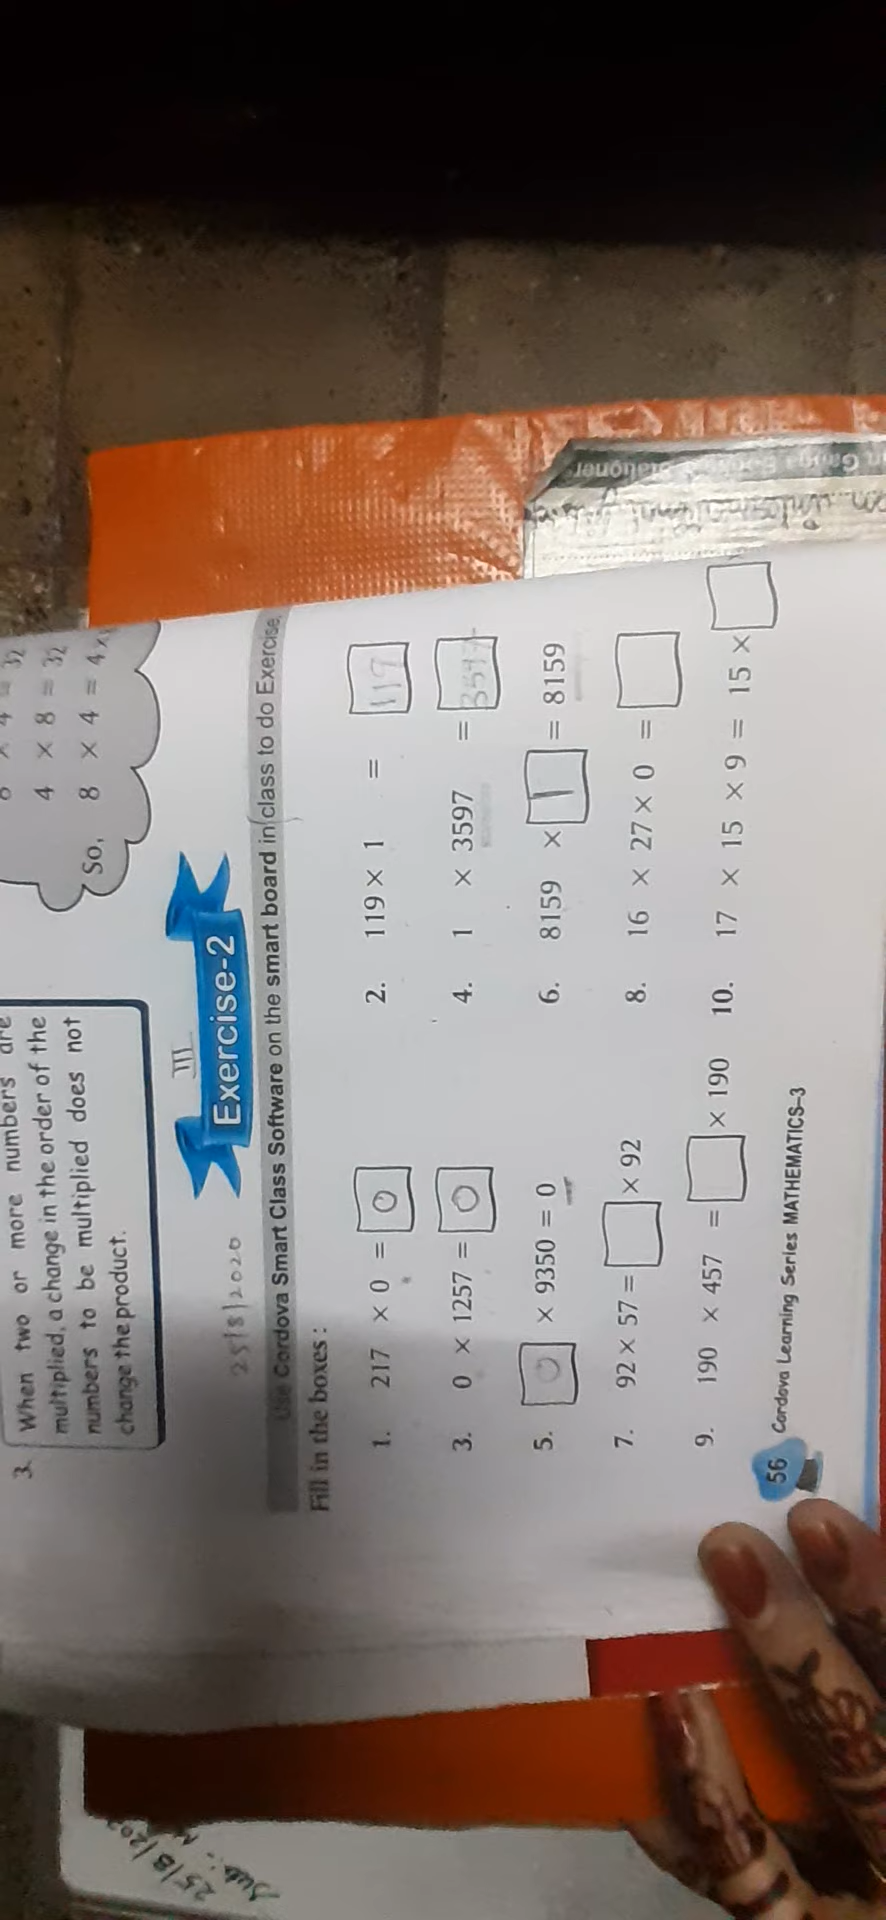 4 × 8 = 32
So, 8 × 4 = 4 ×
3. When two or more numbers are
multiplied, a change in the order of the
numbers to be multiplied does not
change the product.
III
25/8/2020
Exercise-2
Use Cordova Smart Class Software on the smart board in class to do Exercise.
Fill in the boxes :
1. 217 × 0 = 0
2. 119 × 1 = 119
3. 0 × 1257 = 0
4. 1 × 3597 = 3597
5. 0 × 9350 = 0
6. 8159 × 1 = 8159
7. 92 × 57 = × 92
8. 16 × 27 × 0 =
9. 190 × 457 = × 190
10. 17 × 15 × 9 = 15 ×
56 Cordova Learning Series MATHEMATICS-3
25/8/202
Sub